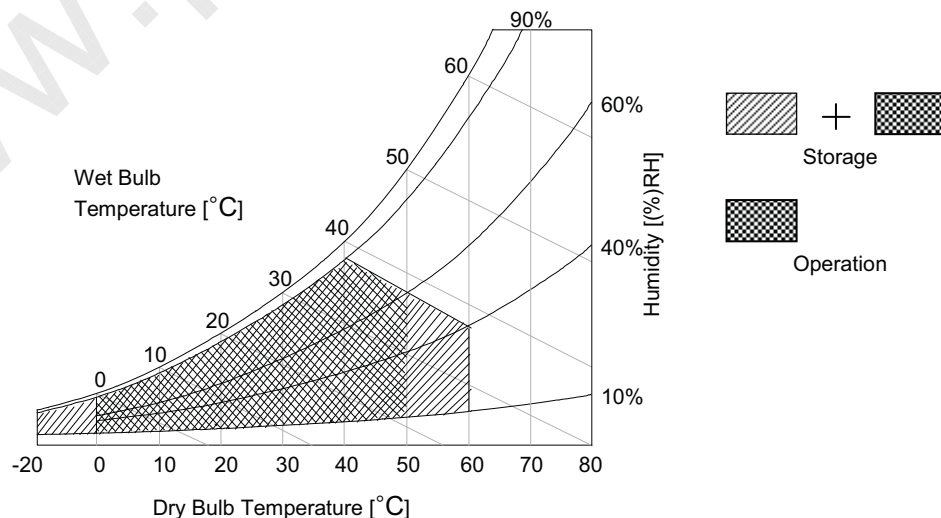 90%
60
60%
50
Wet Bulb
Temperature [°C]
40
40%
30
20
10
0
10%
Humidity [(%)RH]
-20 0 10 20 30 40 50 60 70 80
Dry Bulb Temperature [°C]
+
Storage
Operation